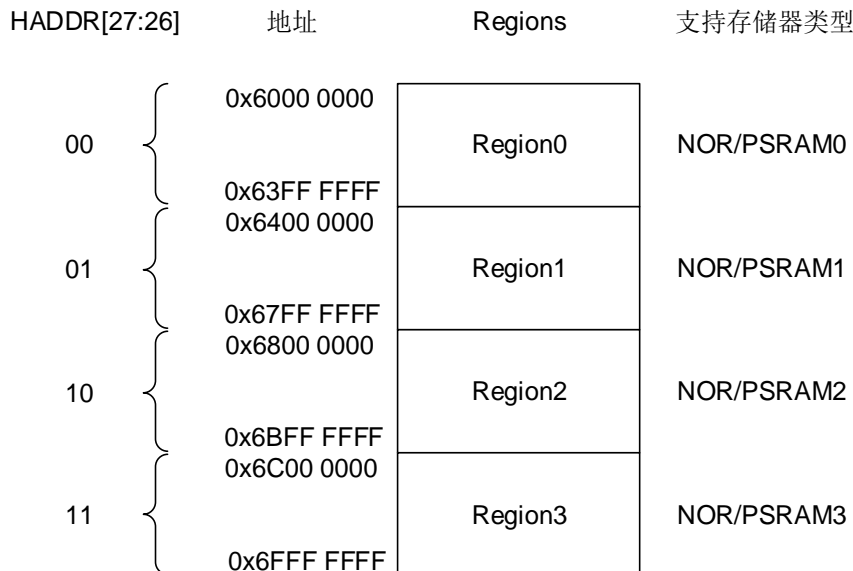 HADDR[27:26] 地址 Regions 支持存储器类型
0x6000 0000
00 Region0 NOR/PSRAM0
0x63FF FFFF
0x6400 0000
01 Region1 NOR/PSRAM1
0x67FF FFFF
0x6800 0000
10 Region2 NOR/PSRAM2
0x6BFF FFFF
0x6C00 0000
11 Region3 NOR/PSRAM3
0x6FFF FFFF